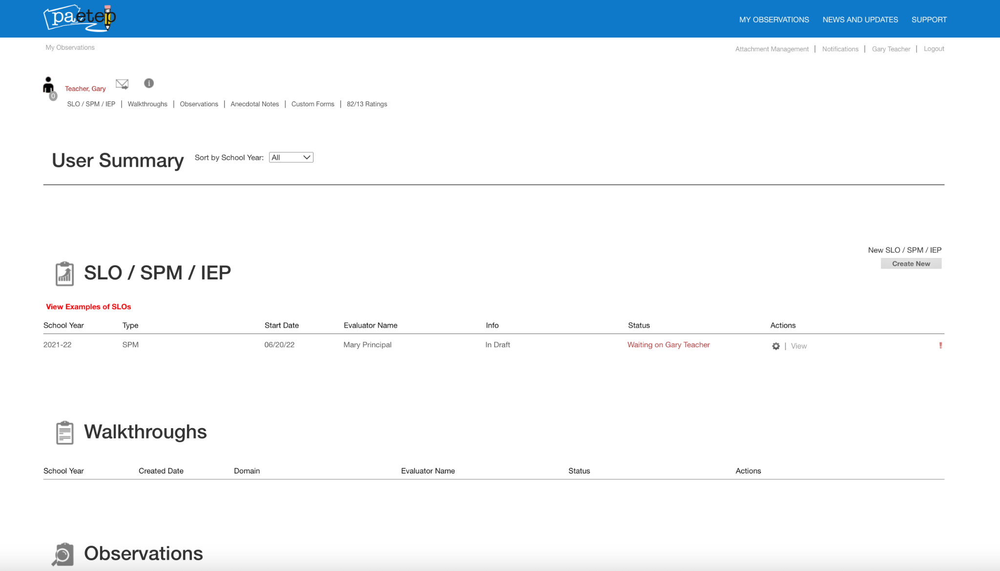 paetep
MY OBSERVATIONS NEWS AND UPDATES SUPPORT
My Observations
Attachment Management | Notifications | Gary Teacher | Logout
0
Teacher, Gary
i
SLO / SPM / IEP | Walkthroughs | Observations | Anecdotal Notes | Custom Forms | 82/13 Ratings
User Summary
Sort by School Year: All
New SLO / SPM / IEP
Create New
SLO / SPM / IEP
View Examples of SLOs
School Year Type Start Date Evaluator Name Info Status Actions
2021-22 SPM 06/20/22 Mary Principal In Draft Waiting on Gary Teacher | View !
Walkthroughs
School Year Created Date Domain Evaluator Name Status Actions
Observations